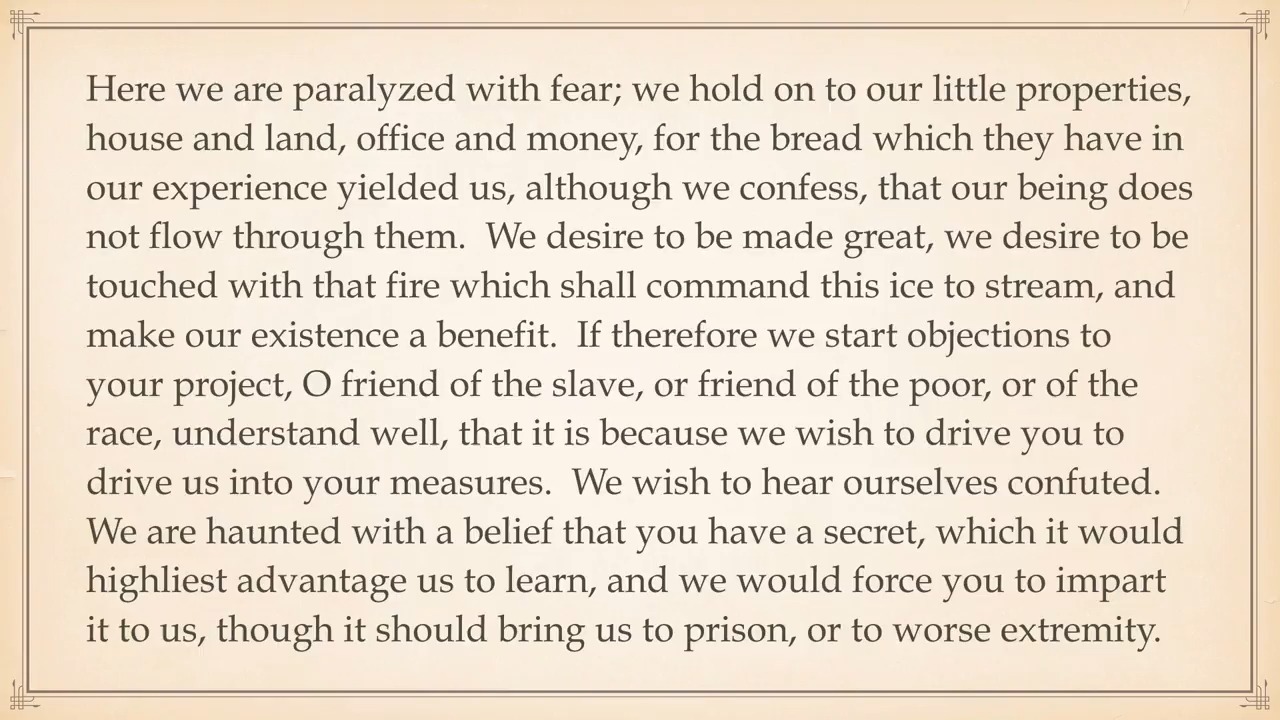 Here we are paralyzed with fear; we hold on to our little properties,
house and land, office and money, for the bread which they have in
our experience yielded us, although we confess, that our being does
not flow through them.  We desire to be made great, we desire to be
touched with that fire which shall command this ice to stream, and
make our existence a benefit.  If therefore we start objections to
your project, O friend of the slave, or friend of the poor, or of the
race, understand well, that it is because we wish to drive you to
drive us into your measures.  We wish to hear ourselves confuted.
We are haunted with a belief that you have a secret, which it would
highliest advantage us to learn, and we would force you to impart
it to us, though it should bring us to prison, or to worse extremity.